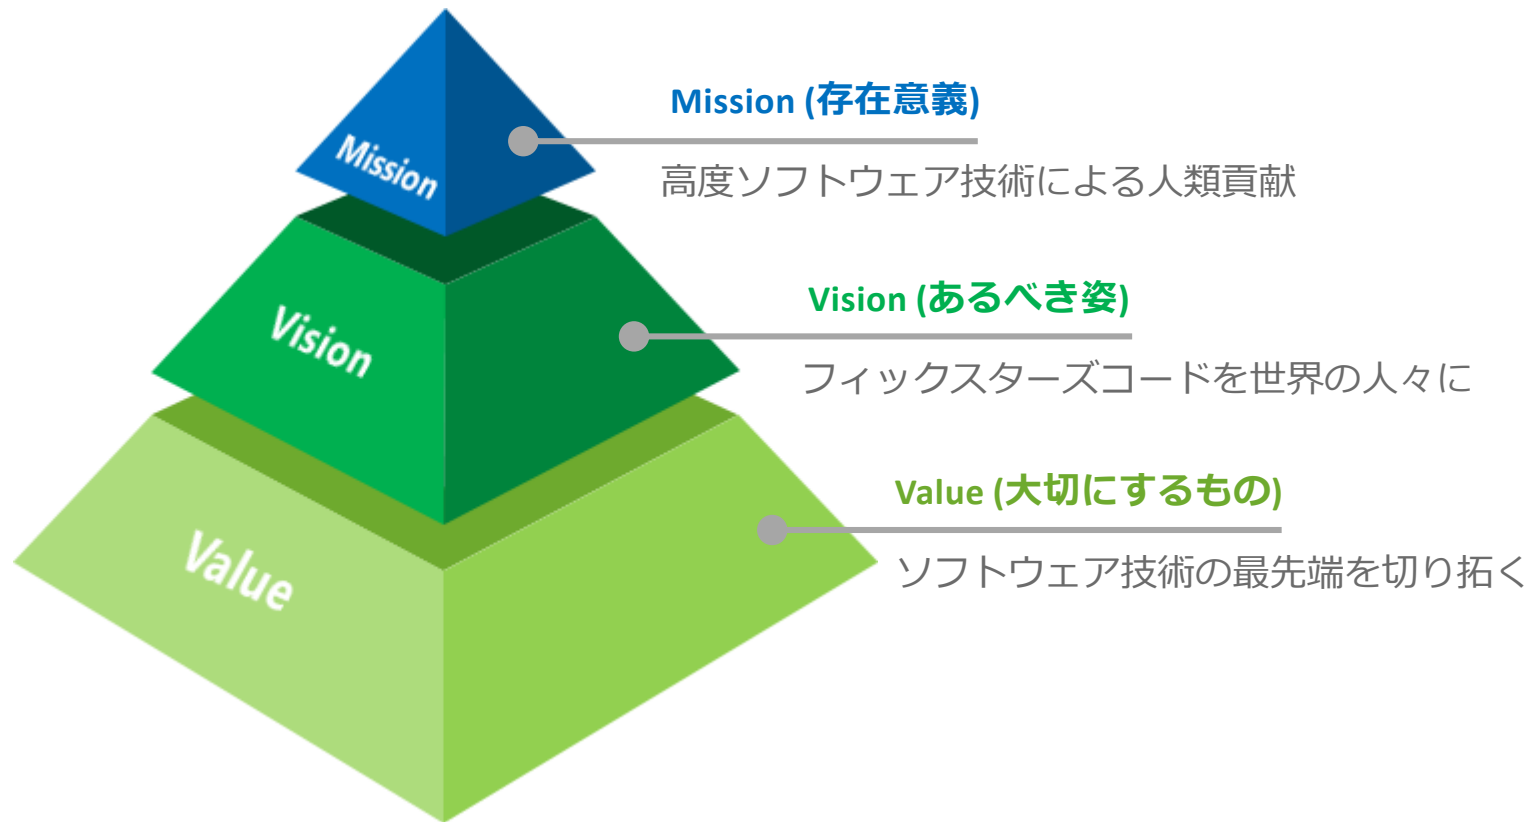 Mission
Mission (存在意義)
高度ソフトウェア技術による人類貢献
Vision
Vision (あるべき姿)
フィックスターズコードを世界の人々に
Value
Value (大切にするもの)
ソフトウェア技術の最先端を切り拓く